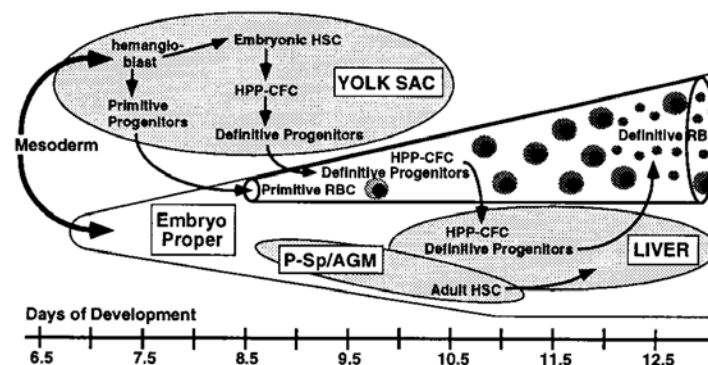 hemangio-
blast
Embryonic HSC
HPP-CFC
YOLK SAC
Primitive
Progenitors
Definitive Progenitors
Mesoderm
Definitive RB
HPP-CFC
Definitive Progenitors
Primitive RBC
Embryo
Proper
HPP-CFC
Definitive Progenitors
LIVER
P-Sp/AGM
Adult HSC
Days of Development
6.5 7.5 8.5 9.5 10.5 11.5 12.5